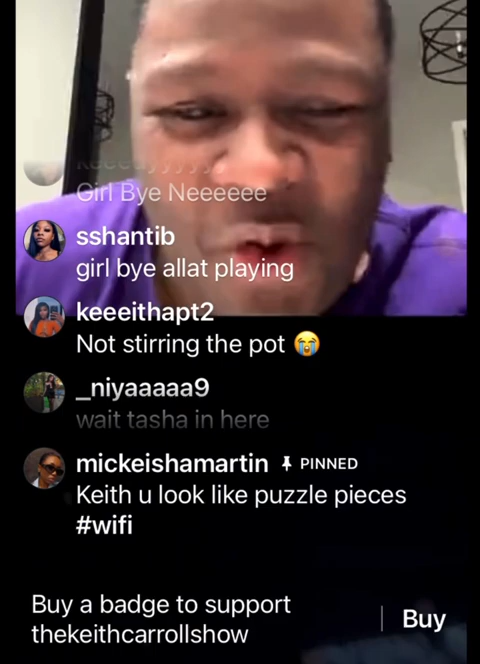 Girl Bye Neeeeee
sshantib
girl bye allat playing
keeeithapt2
Not stirring the pot 😭
_niyaaaaa9
wait tasha in here
mickeishamartin PINNED
Keith u look like puzzle pieces
#wifi
Buy a badge to support
thekeithcarrollshow
Buy